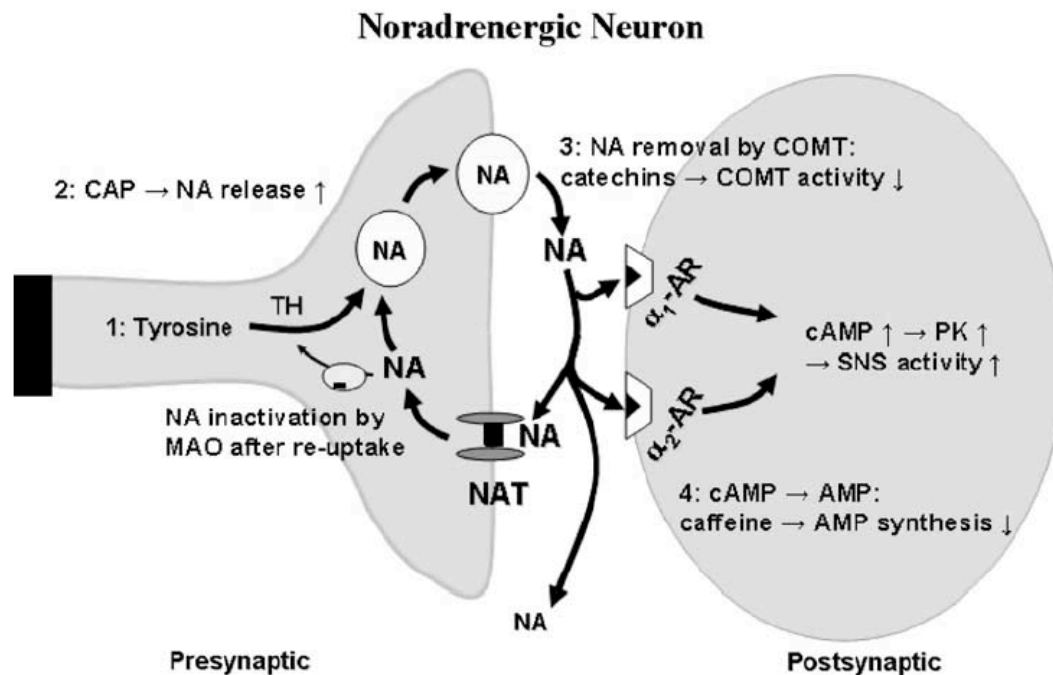 Noradrenergic Neuron
2: CAP → NA release ↑
NA
NA
3: NA removal by COMT:
catechins → COMT activity ↓
NA
TH
1: Tyrosine
NA
α₁-AR
cAMP ↑ → PK ↑
→ SNS activity ↑
NA inactivation by
MAO after re-uptake
NA
NAT
α₂-AR
4: cAMP → AMP:
caffeine → AMP synthesis ↓
NA
Presynaptic
Postsynaptic